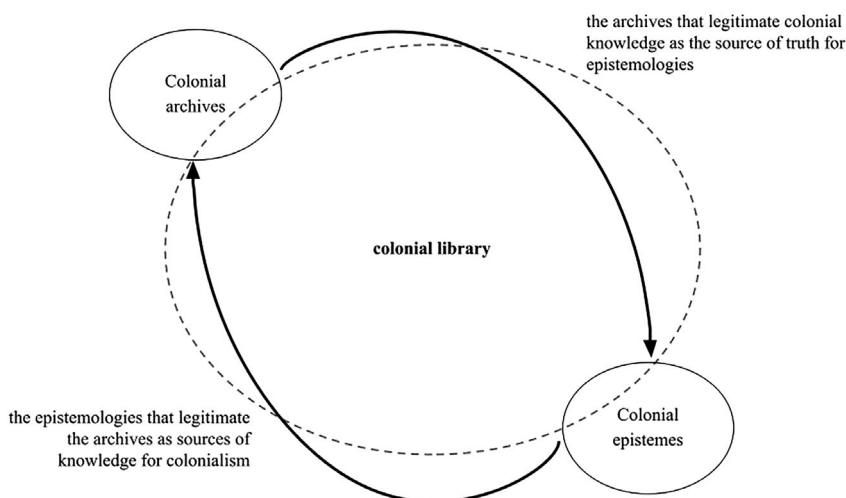 the archives that legitimate colonial
knowledge as the source of truth for
epistemologies
Colonial
archives
colonial library
Colonial
epistemes
the epistemologies that legitimate
the archives as sources of
knowledge for colonialism